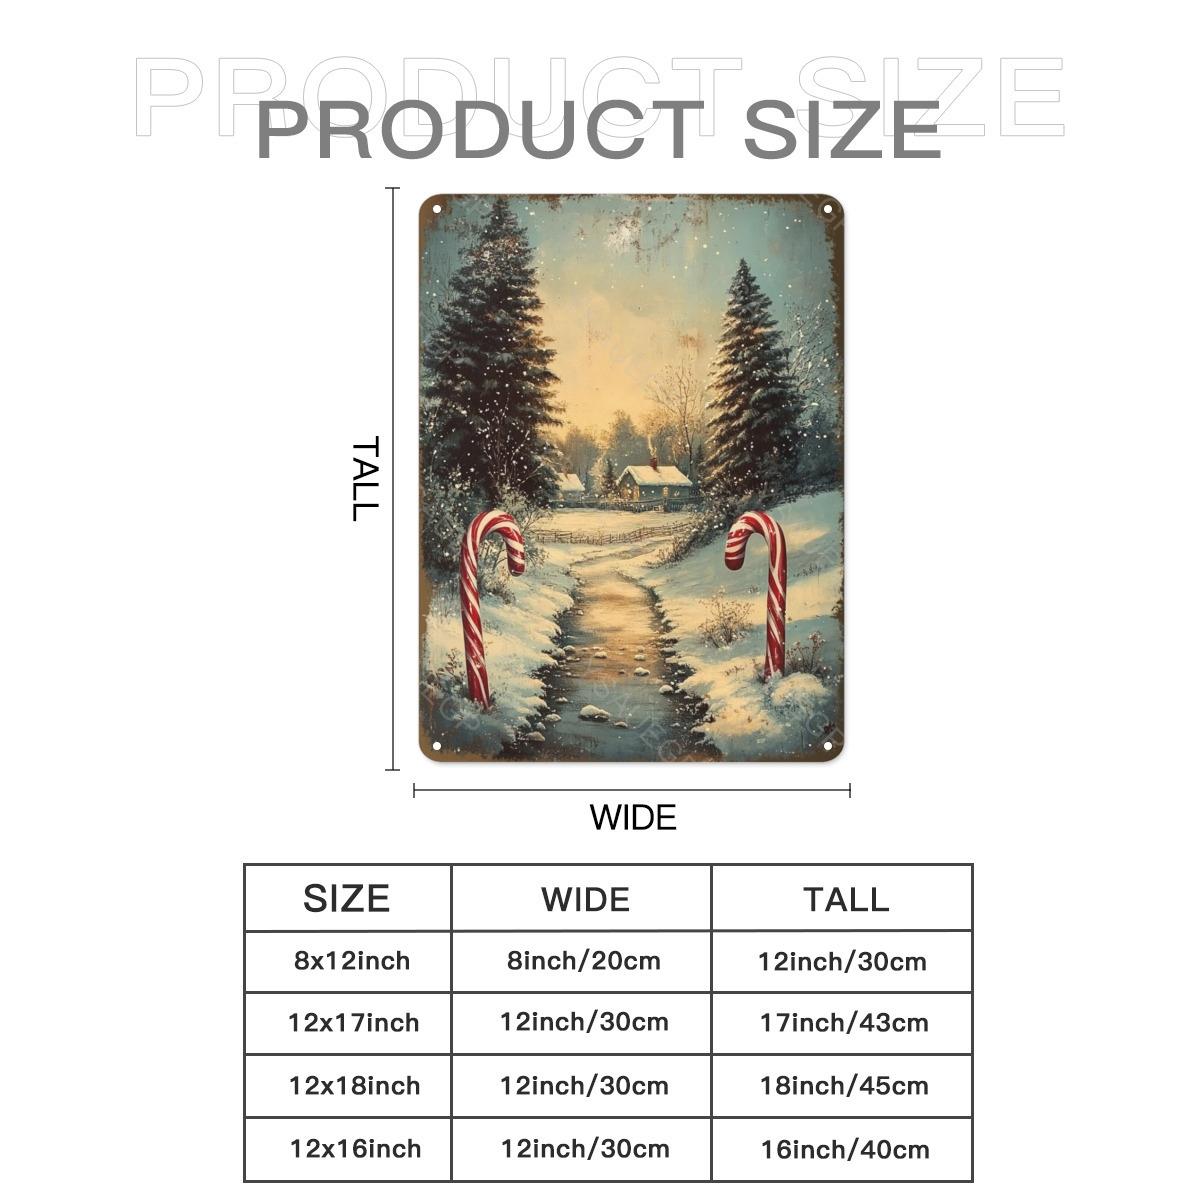 PRODUCT SIZE
PRODUCT SIZE
TALL
WIDE
SIZE WIDE TALL
8x12inch 8inch/20cm 12inch/30cm
12x17inch 12inch/30cm 17inch/43cm
12x18inch 12inch/30cm 18inch/45cm
12x16inch 12inch/30cm 16inch/40cm